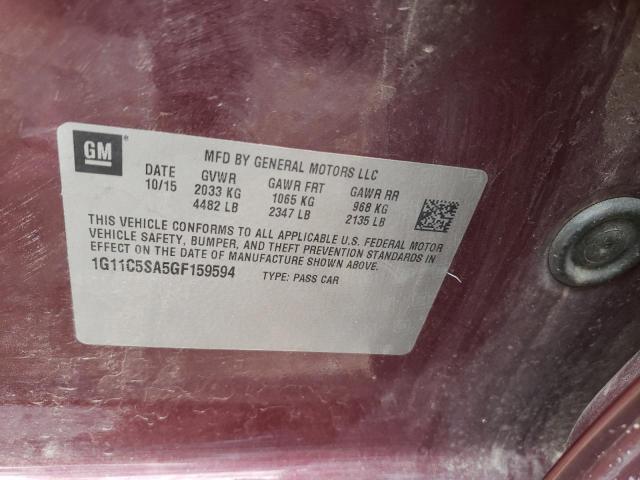 GM
MFD BY GENERAL MOTORS LLC
DATE GVWR GAWR FRT GAWR RR
10/15 2033 KG 1065 KG 968 KG
4482 LB 2347 LB 2135 LB
THIS VEHICLE CONFORMS TO ALL APPLICABLE U.S. FEDERAL MOTOR
VEHICLE SAFETY, BUMPER, AND THEFT PREVENTION STANDARDS IN
EFFECT ON THE DATE OF MANUFACTURE SHOWN ABOVE.
1G11C5SA5GF159594 TYPE: PASS CAR